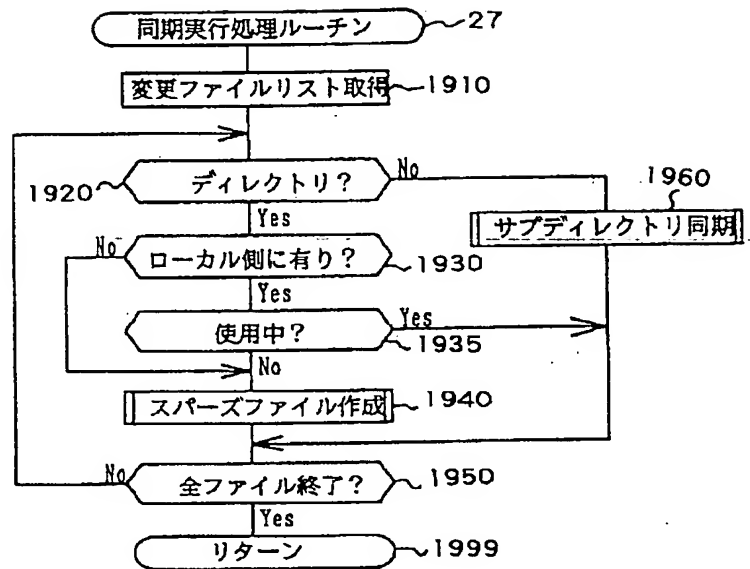 同期実行処理ルーチン
27
変更ファイルリスト取得
1910
ディレクトリ?
1920
No
Yes
1960
サブディレクトリ同期
ローカル側に有り?
No
1930
Yes
使用中?
Yes
1935
No
スパーズファイル作成
1940
全ファイル終了?
No
1950
Yes
リターン
1999